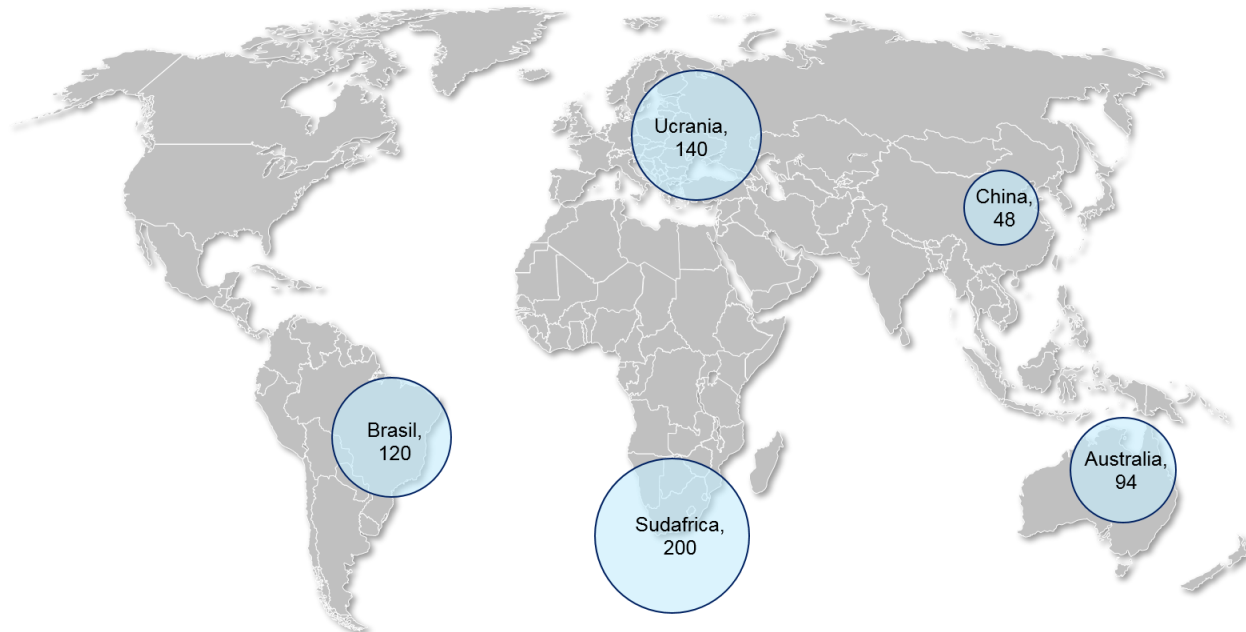 Ucrania,
140
China,
48
Brasil,
120
Australia,
94
Sudafrica,
200